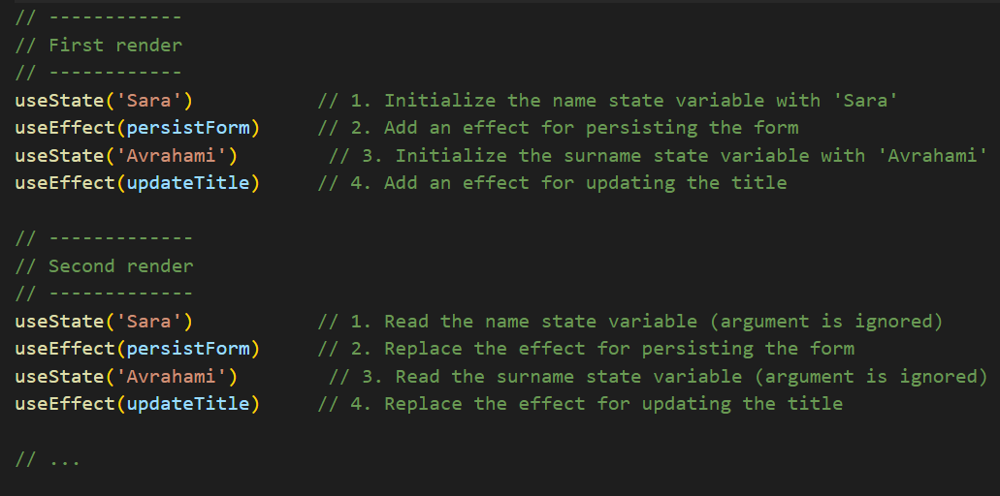 // ------------
// First render
// ------------
useState('Sara')           // 1. Initialize the name state variable with 'Sara'
useEffect(persistForm)     // 2. Add an effect for persisting the form
useState('Avrahami')        // 3. Initialize the surname state variable with 'Avrahami'
useEffect(updateTitle)     // 4. Add an effect for updating the title

// -------------
// Second render
// -------------
useState('Sara')           // 1. Read the name state variable (argument is ignored)
useEffect(persistForm)     // 2. Replace the effect for persisting the form
useState('Avrahami')        // 3. Read the surname state variable (argument is ignored)
useEffect(updateTitle)     // 4. Replace the effect for updating the title

// ...